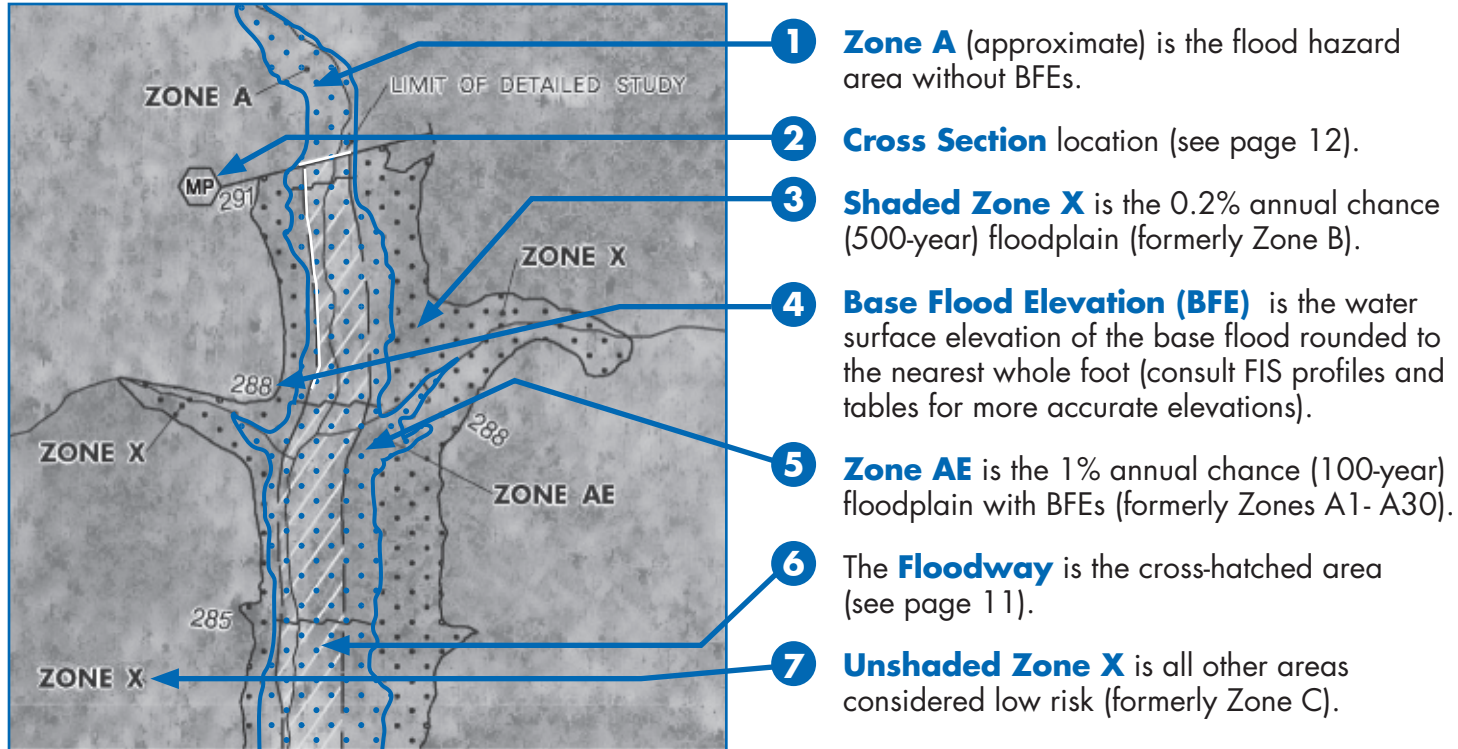 ZONE A
LIMIT OF DETAILED STUDY
MP
291
ZONE X
288
288
ZONE X
ZONE AE
285
ZONE X
1 Zone A (approximate) is the flood hazard
area without BFEs.
2 Cross Section location (see page 12).
3 Shaded Zone X is the 0.2% annual chance
(500-year) floodplain (formerly Zone B).
4 Base Flood Elevation (BFE) is the water
surface elevation of the base flood rounded to
the nearest whole foot (consult FIS profiles and
tables for more accurate elevations).
5 Zone AE is the 1% annual chance (100-year)
floodplain with BFEs (formerly Zones A1- A30).
6 The Floodway is the cross-hatched area
(see page 11).
7 Unshaded Zone X is all other areas
considered low risk (formerly Zone C).